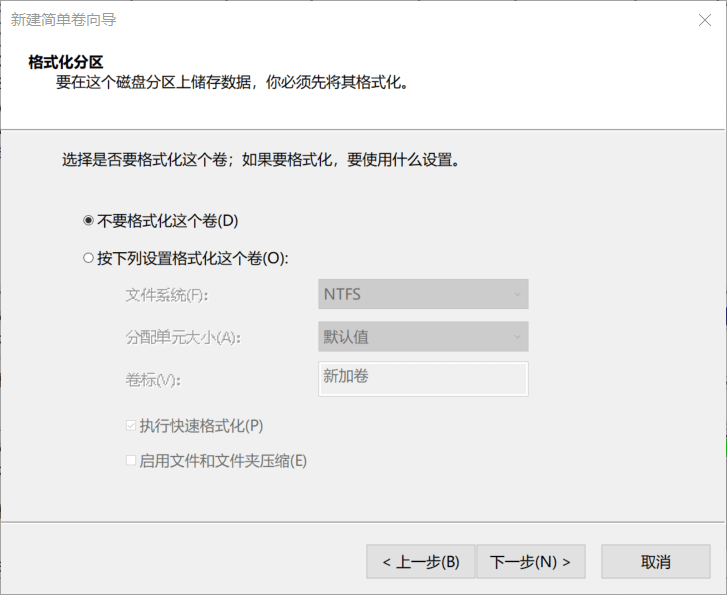 新建简单卷向导
格式化分区
要在这个磁盘分区上储存数据，你必须先将其格式化。
选择是否要格式化这个卷；如果要格式化，要使用什么设置。
不要格式化这个卷(D)
按下列设置格式化这个卷(O):
文件系统(F): NTFS
分配单元大小(A): 默认值
卷标(V): 新加卷
执行快速格式化(P)
启用文件和文件夹压缩(E)
< 上一步(B) 下一步(N) > 取消